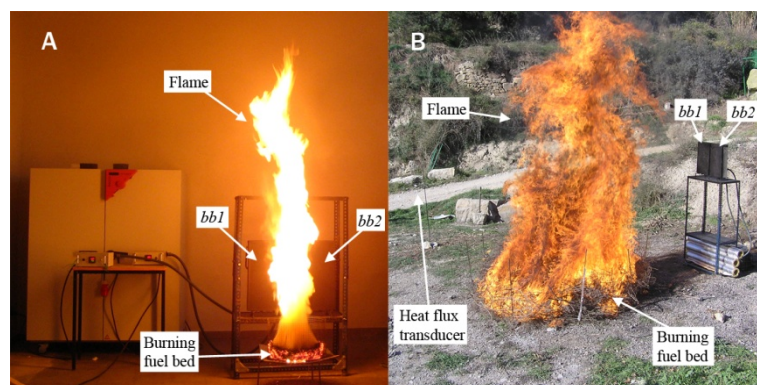 A
Flame
bb1
bb2
Burning
fuel bed
B
Flame
bb1
bb2
Heat flux
transducer
Burning
fuel bed